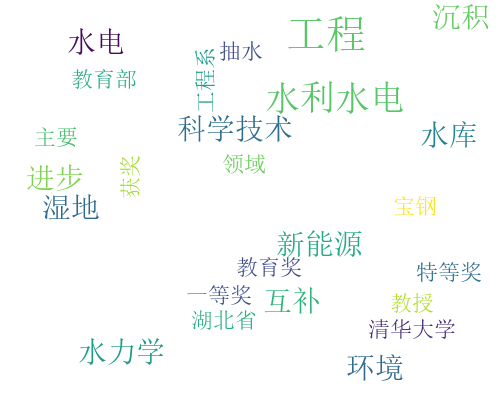 沉积
工程
水电
抽水
工程系
教育部
水利水电
科学技术
水库
主要
领域
进步
获奖
湿地
宝钢
新能源
教育奖
特等奖
一等奖
互补
教授
湖北省
清华大学
水力学
环境